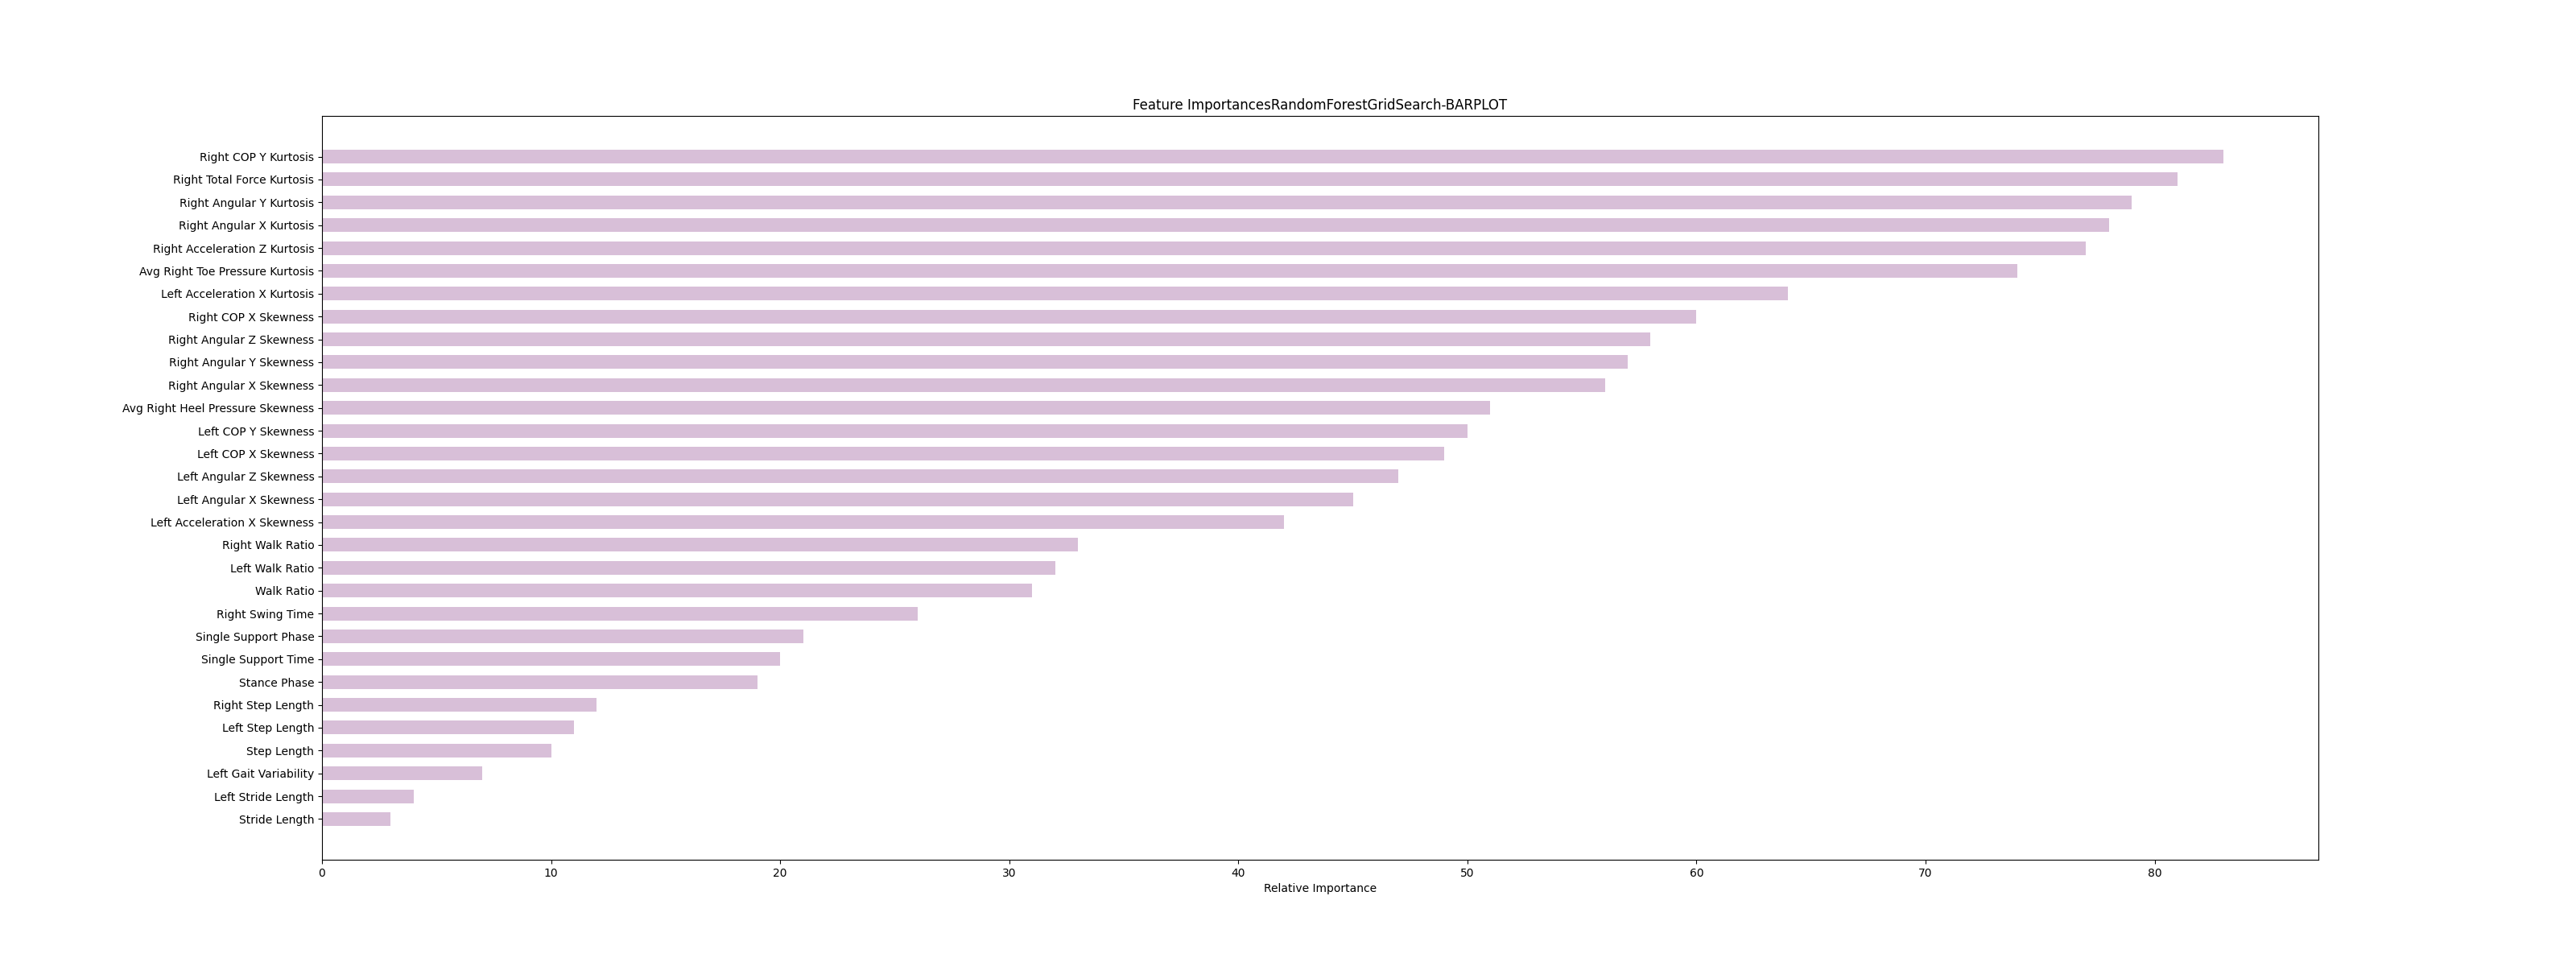 Feature ImportancesRandomForestGridSearch-BARPLOT
Right COP Y Kurtosis
Right Total Force Kurtosis
Right Angular Y Kurtosis
Right Angular X Kurtosis
Right Acceleration Z Kurtosis
Avg Right Toe Pressure Kurtosis
Left Acceleration X Kurtosis
Right COP X Skewness
Right Angular Z Skewness
Right Angular Y Skewness
Right Angular X Skewness
Avg Right Heel Pressure Skewness
Left COP Y Skewness
Left COP X Skewness
Left Angular Z Skewness
Left Angular X Skewness
Left Acceleration X Skewness
Right Walk Ratio
Left Walk Ratio
Walk Ratio
Right Swing Time
Single Support Phase
Single Support Time
Stance Phase
Right Step Length
Left Step Length
Step Length
Left Gait Variability
Left Stride Length
Stride Length
0 10 20 30 40 50 60 70 80
Relative Importance